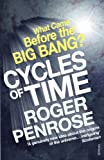 What Came
Before the
BIG BANG?
CYCLES
OF
TIME
ROGER
PENROSE